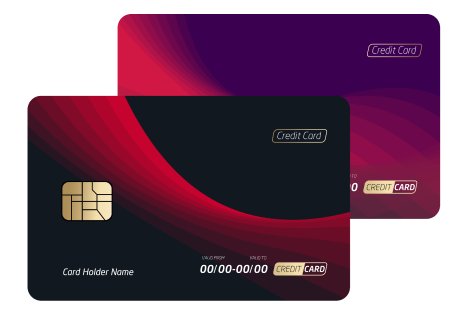 Credit Card
TO
00 CREDIT CARD
Credit Card
VALID FROM VALID TO
00/00-00/00 CREDIT CARD
Card Holder Name